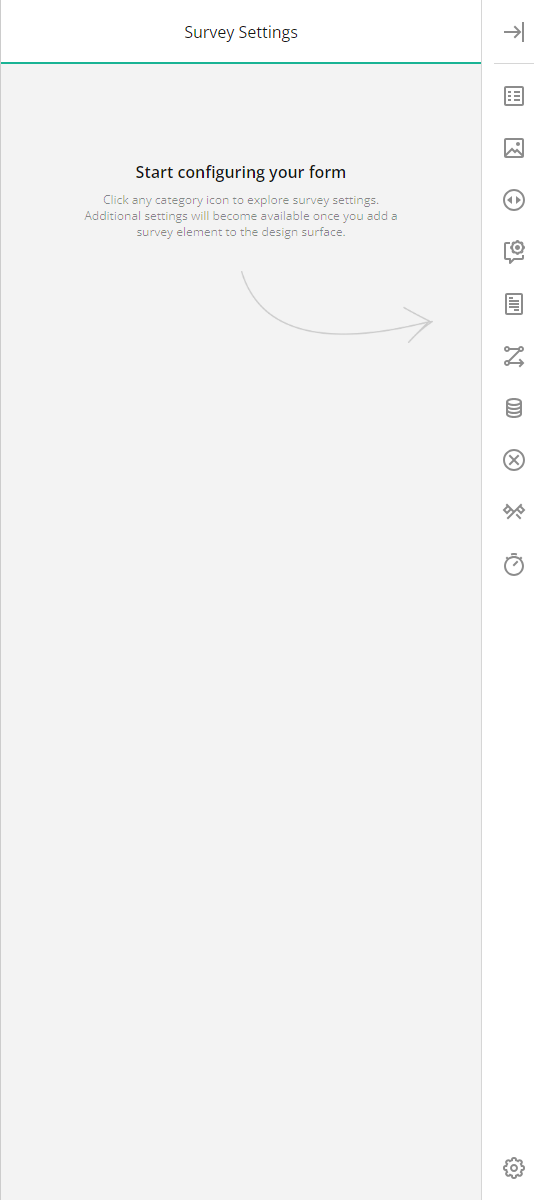 Survey Settings
Start configuring your form
Click any category icon to explore survey settings.
Additional settings will become available once you add a
survey element to the design surface.